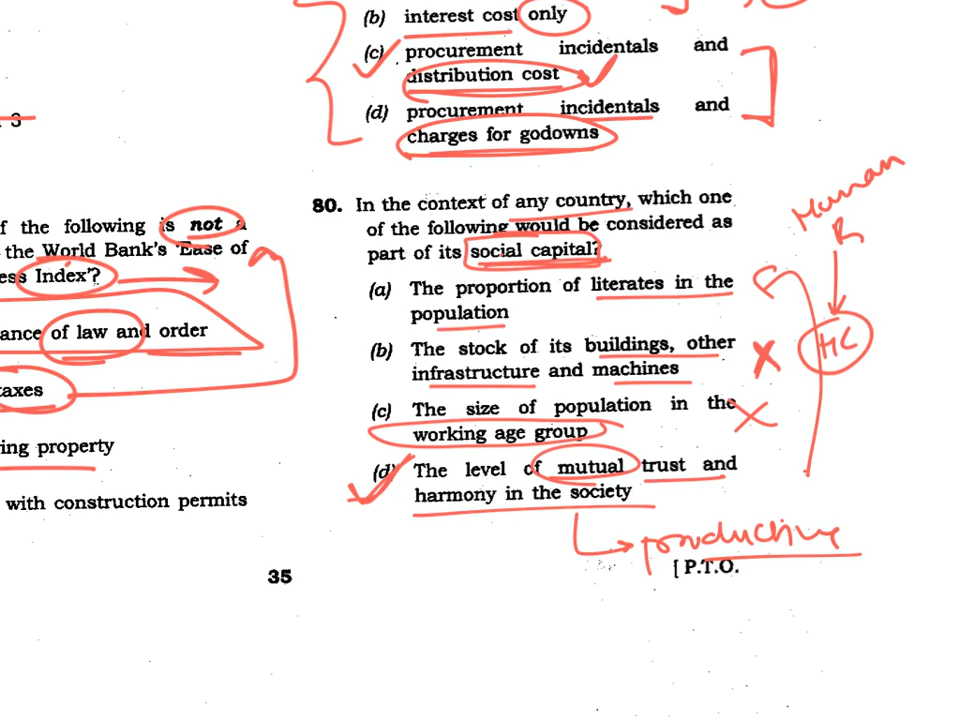 (b) interest cost only
(c) procurement incidentals and
distribution cost
(d) procurement incidentals and
charges for godowns
3
f the following is not a
the World Bank's 'Ease of
ess Index'?
ance of law and order
taxes
ing property
with construction permits
80. In the context of any country, which one
of the following would be considered as
part of its social capital?
(a) The proportion of literates in the
population
(b) The stock of its buildings, other
infrastructure and machines
(c) The size of population in the
working age group
(d) The level of mutual trust and
harmony in the society
Human
R
HC
productive
35
[ P.T.O.